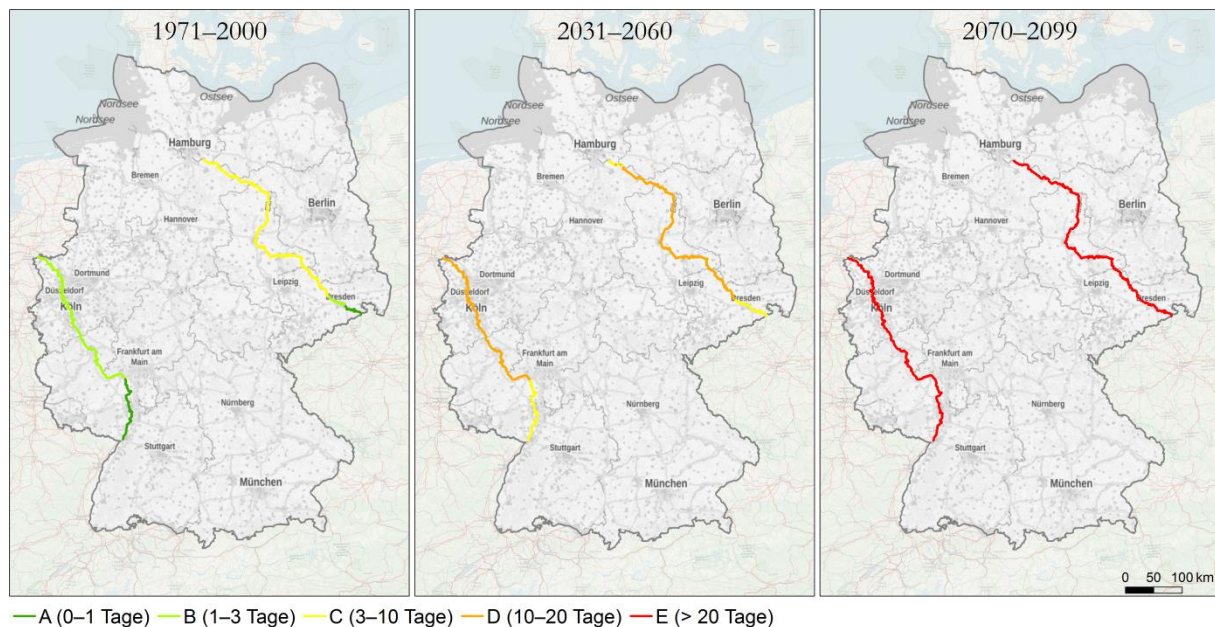 1971–2000
Nordsee
Ostsee
Nordsee
Hamburg
Bremen
Berlin
Hannover
Dortmund
Leipzig
Düsseldorf
Dresden
Köln
Frankfurt am
Main
Nürnberg
Stuttgart
München
2031–2060
Nordsee
Ostsee
Nordsee
Hamburg
Bremen
Berlin
Hannover
Dortmund
Leipzig
Düsseldorf
Dresden
Köln
Frankfurt am
Main
Nürnberg
Stuttgart
München
2070–2099
Nordsee
Ostsee
Nordsee
Hamburg
Bremen
Berlin
Hannover
Dortmund
Leipzig
Düsseldorf
Dresden
Köln
Frankfurt am
Main
Nürnberg
Stuttgart
München
0 50 100 km
A (0–1 Tage) B (1–3 Tage) C (3–10 Tage) D (10–20 Tage) E (> 20 Tage)